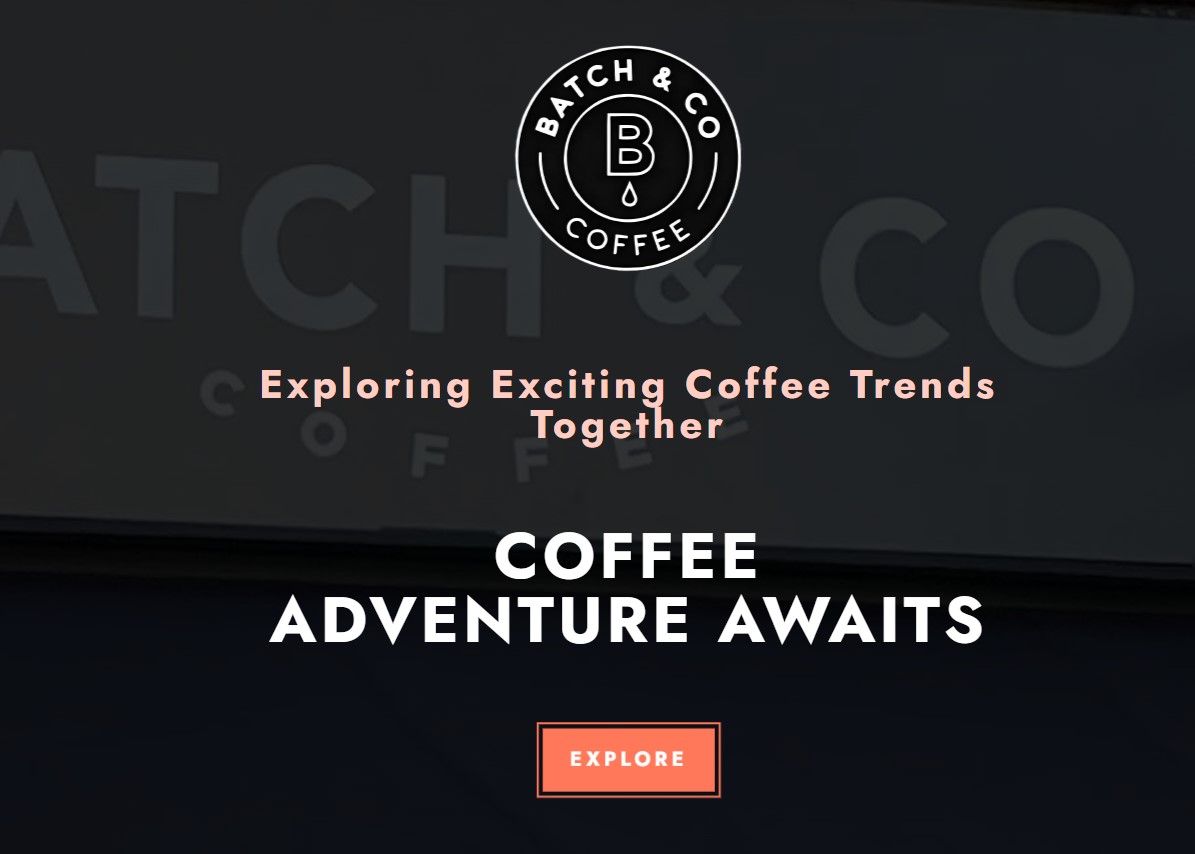 BATCH & CO
B
COFFEE
ATCH & CO
COFFEE
Exploring Exciting Coffee Trends
Together
COFFEE
ADVENTURE AWAITS
EXPLORE